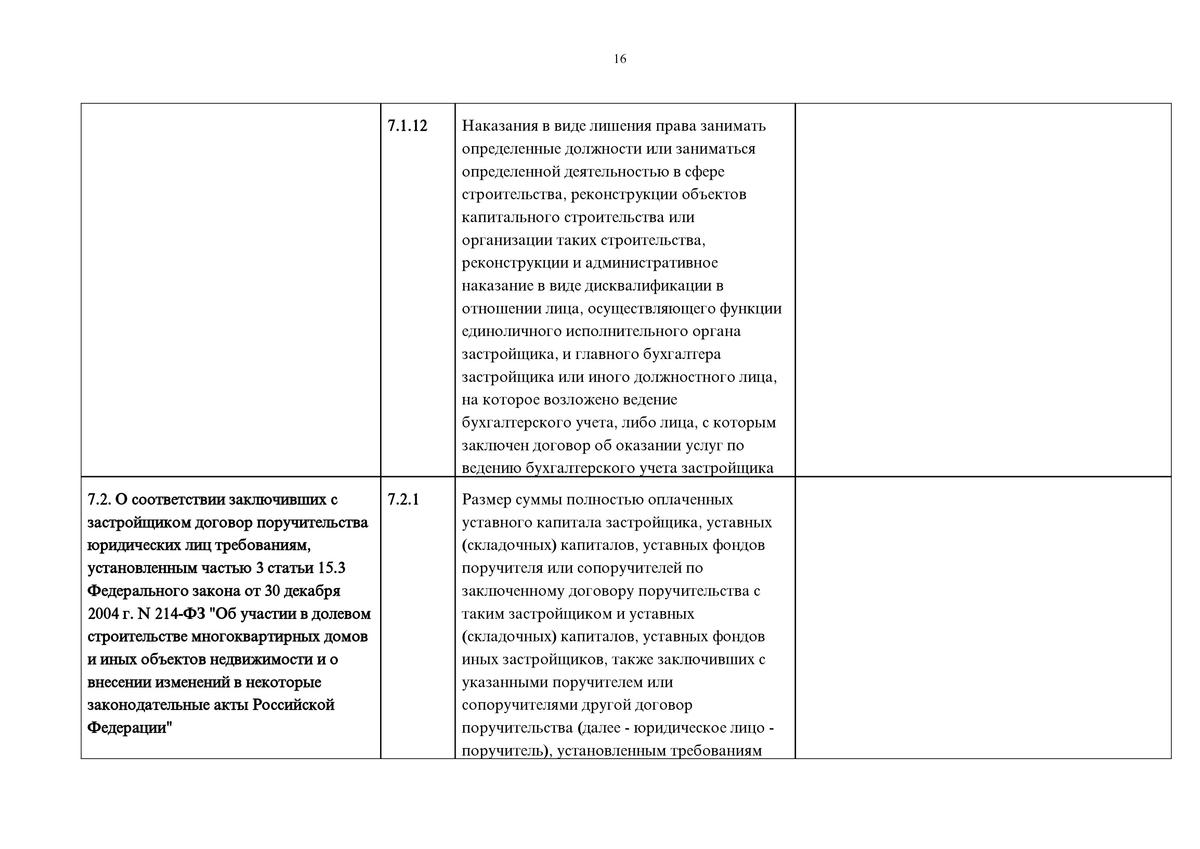 16
7.1.12
Наказания в виде лишения права занимать
определенные должности или заниматься
определенной деятельностью в сфере
строительства, реконструкции объектов
капитального строительства или
организации таких строительства,
реконструкции и административное
наказание в виде дисквалификации в
отношении лица, осуществляющего функции
единоличного исполнительного органа
застройщика, и главного бухгалтера
застройщика или иного должностного лица,
на которое возложено ведение
бухгалтерского учета, либо лица, с которым
заключен договор об оказании услуг по
ведению бухгалтерского учета застройщика
7.2. О соответствии заключивших с
застройщиком договор поручительства
юридических лиц требованиям,
установленным частью 3 статьи 15.3
Федерального закона от 30 декабря
2004 г. N 214-ФЗ "Об участии в долевом
строительстве многоквартирных домов
и иных объектов недвижимости и о
внесении изменений в некоторые
законодательные акты Российской
Федерации"
7.2.1
Размер суммы полностью оплаченных
уставного капитала застройщика, уставных
(складочных) капиталов, уставных фондов
поручителя или сопоручителей по
заключенному договору поручительства с
таким застройщиком и уставных
(складочных) капиталов, уставных фондов
иных застройщиков, также заключивших с
указанными поручителем или
сопоручителями другой договор
поручительства (далее - юридическое лицо -
поручитель), установленным требованиям